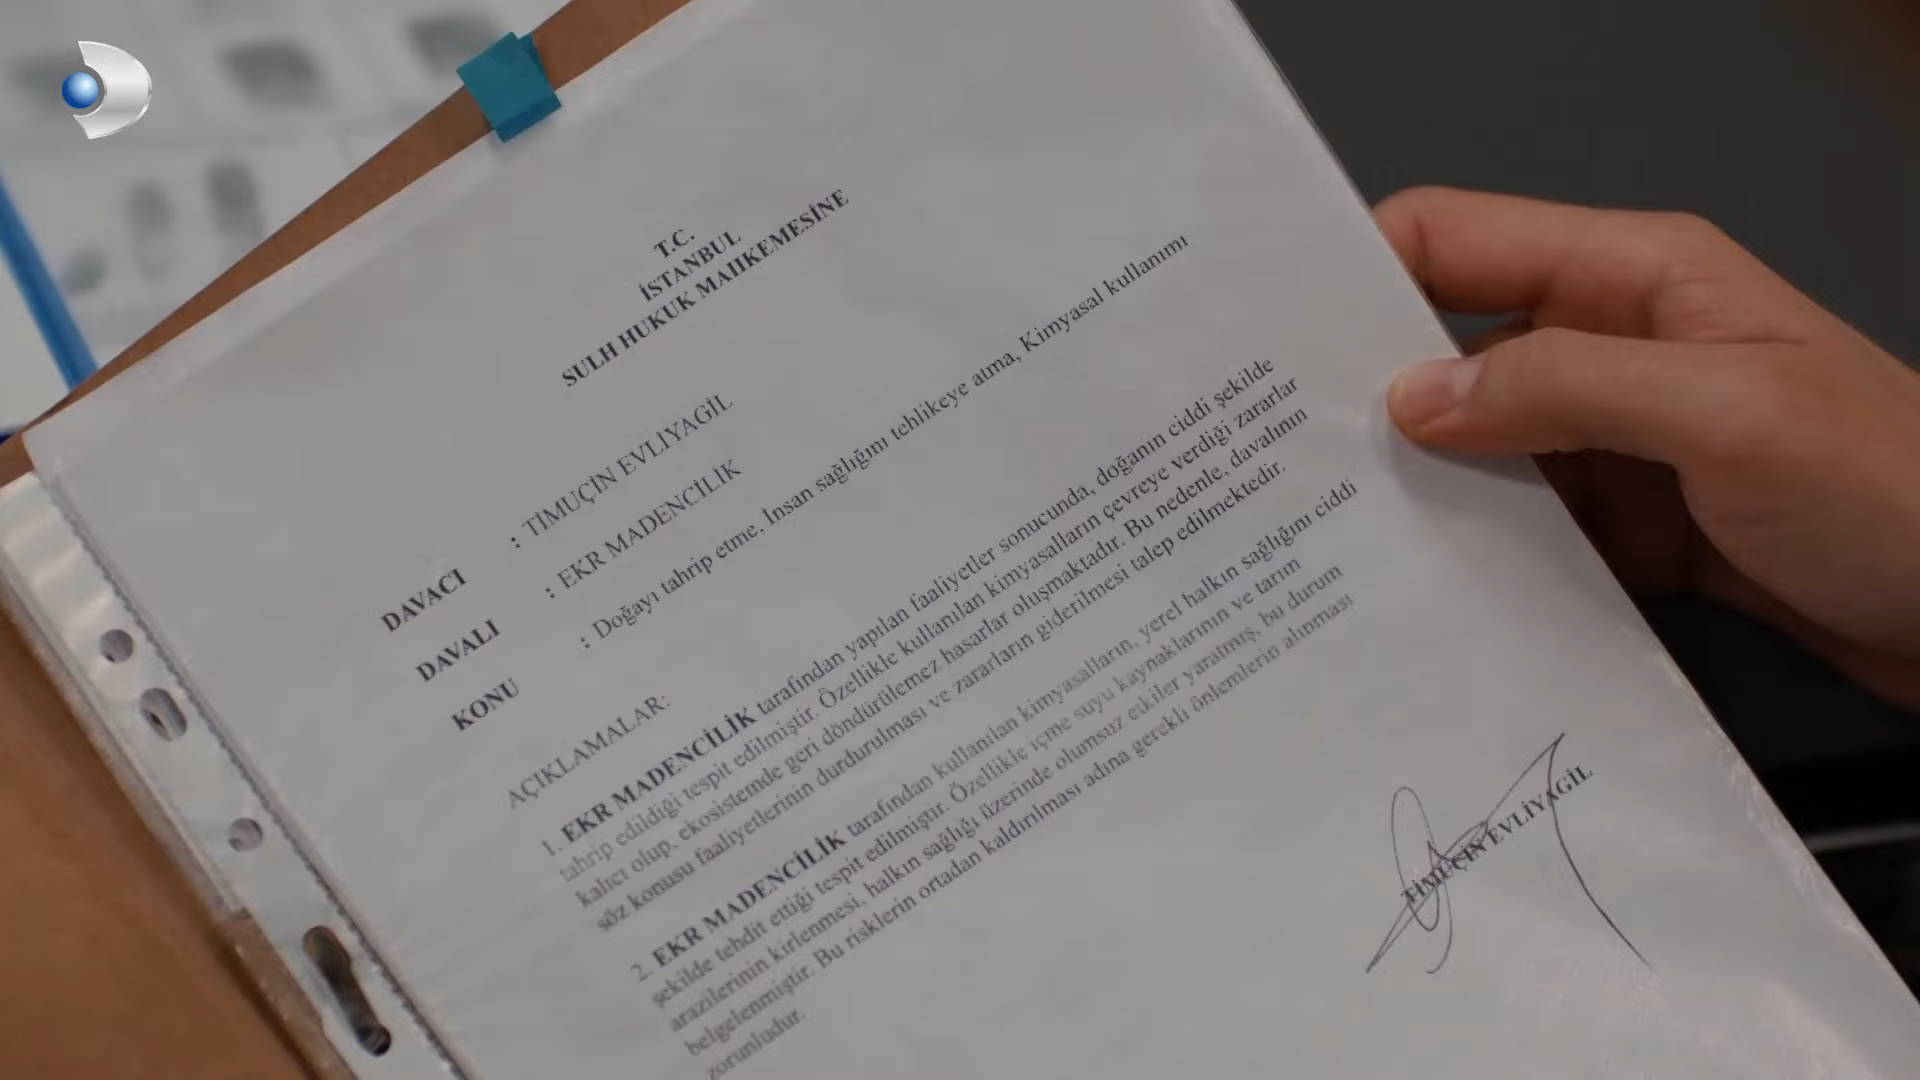 T.C.
İSTANBUL
SULH HUKUK MAHKEMESİNE
DAVACI : TİMUÇİN EVLİYAGİL
DAVALI : EKR MADENCİLİK
KONU : Doğayı tahrip etme, İnsan sağlığını tehlikeye atma, Kimyasal kullanımı
AÇIKLAMALAR:
1. EKR MADENCİLİK tarafından yapılan faaliyetler sonucunda, doğanın ciddi şekilde
tahrip edildiği tespit edilmiştir. Özellikle kullanılan kimyasalların çevreye verdiği zararlar
kalıcı olup, ekosistemde geri döndürülemez hasarlar oluşmaktadır. Bu nedenle, davalının
söz konusu faaliyetlerinin durdurulması ve zararların giderilmesi talep edilmektedir.
2. EKR MADENCİLİK tarafından kullanılan kimyasalların, yerel halkın sağlığını ciddi
şekilde tehdit ettiği tespit edilmiştir. Özellikle içme suyu kaynaklarının ve tarım
arazilerinin kirlenmesi, halkın sağlığı üzerinde olumsuz etkiler yaratmış, bu durum
belgelenmiştir. Bu risklerin ortadan kaldırılması adına gerekli önlemlerin alınması
zorunludur.
TİMUÇİN EVLİYAGİL